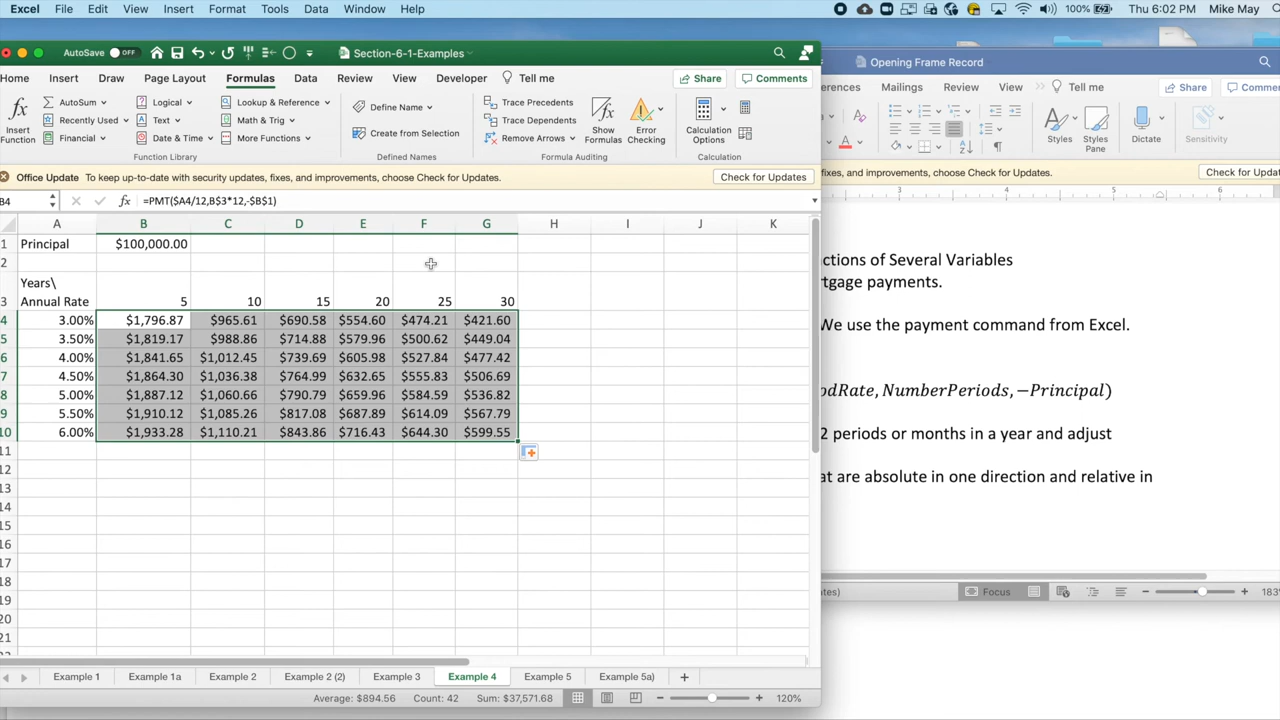 Excel File Edit View Insert Format Tools Data Window Help 100% Thu 6:02 PM Mike May
AutoSave OFF Section-6-1-Examples
Opening Frame Record
Home Insert Draw Page Layout Formulas Data Review View Developer Tell me Share Comments
erences Mailings Review View Tell me Share Comme
Insert Function
AutoSum Logical Lookup & Reference
Recently Used Text Math & Trig
Financial Date & Time More Functions
Function Library
Define Name
Create from Selection
Defined Names
Trace Precedents
Trace Dependents
Remove Arrows
Show Formulas
Error Checking
Formula Auditing
Calculation Options
Calculation
Styles
Styles Pane
Dictate
Sensitivity
Office Update To keep up-to-date with security updates, fixes, and improvements, choose Check for Updates. Check for Updates
fixes, and improvements, choose Check for Updates. Check for Updat
B4 fx =PMT($A4/12,B$3*12,-$B$1)
3 4 5 6
A B C D E F G H I J K
1 Principal $100,000.00
2
Years\
3 Annual Rate 5 10 15 20 25 30
4 3.00% $1,796.87 $965.61 $690.58 $554.60 $474.21 $421.60
5 3.50% $1,819.17 $988.86 $714.88 $579.96 $500.62 $449.04
6 4.00% $1,841.65 $1,012.45 $739.69 $605.98 $527.84 $477.42
7 4.50% $1,864.30 $1,036.38 $764.99 $632.65 $555.83 $506.69
8 5.00% $1,887.12 $1,060.66 $790.79 $659.96 $584.59 $536.82
9 5.50% $1,910.12 $1,085.26 $817.08 $687.89 $614.09 $567.79
10 6.00% $1,933.28 $1,110.21 $843.86 $716.43 $644.30 $599.55
11
12
13
14
15
16
17
18
19
20
21
ctions of Several Variables
rtgage payments.
We use the payment command from Excel.
odRate, NumberPeriods, −Principal)
2 periods or months in a year and adjust
at are absolute in one direction and relative in
ates) Focus 183%
Example 1 Example 1a Example 2 Example 2 (2) Example 3 Example 4 Example 5 Example 5a) +
Average: $894.56 Count: 42 Sum: $37,571.68 120%